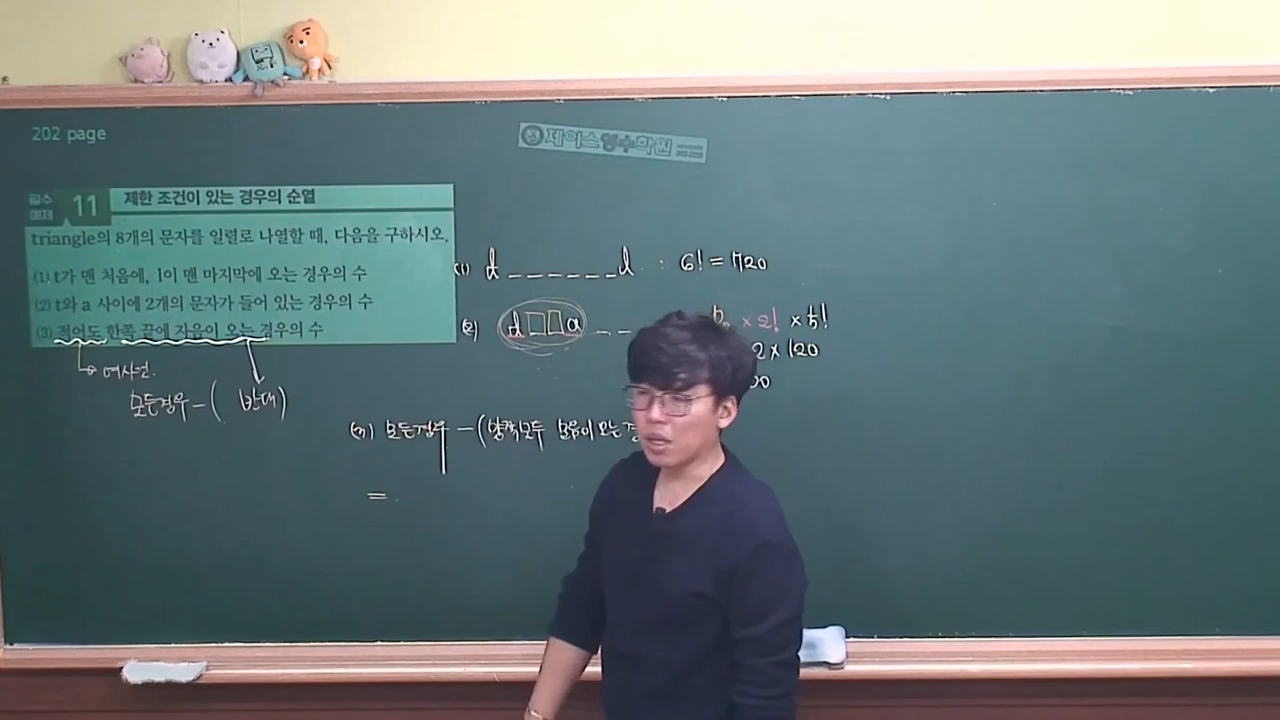 202 page
제이스영수학원
필수 예제 11 제한 조건이 있는 경우의 순열
triangle의 8개의 문자를 일렬로 나열할 때, 다음을 구하시오.
(1) t가 맨 처음에, l이 맨 마지막에 오는 경우의 수
(2) t와 a 사이에 2개의 문자가 들어 있는 경우의 수
(3) 적어도 한쪽 끝에 자음이 오는 경우의 수
여사건.
모든경우 - ( 반대 )
(1) t _ _ _ _ _ _ l : 6! = 720
(2) t □ □ a _ _ × 2! × 5!
2 × 120
00
(3) 모든경우 - (양쪽모두 모음이 오는 경
=